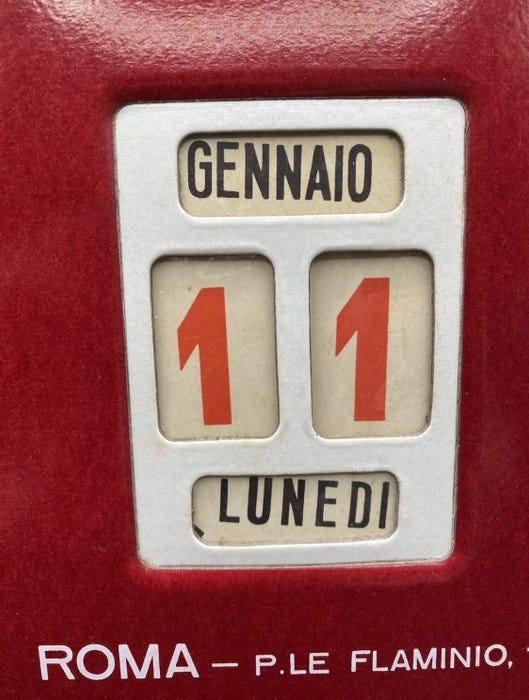 GENNAIO
1 1
LUNEDI
ROMA – P.LE FLAMINIO,